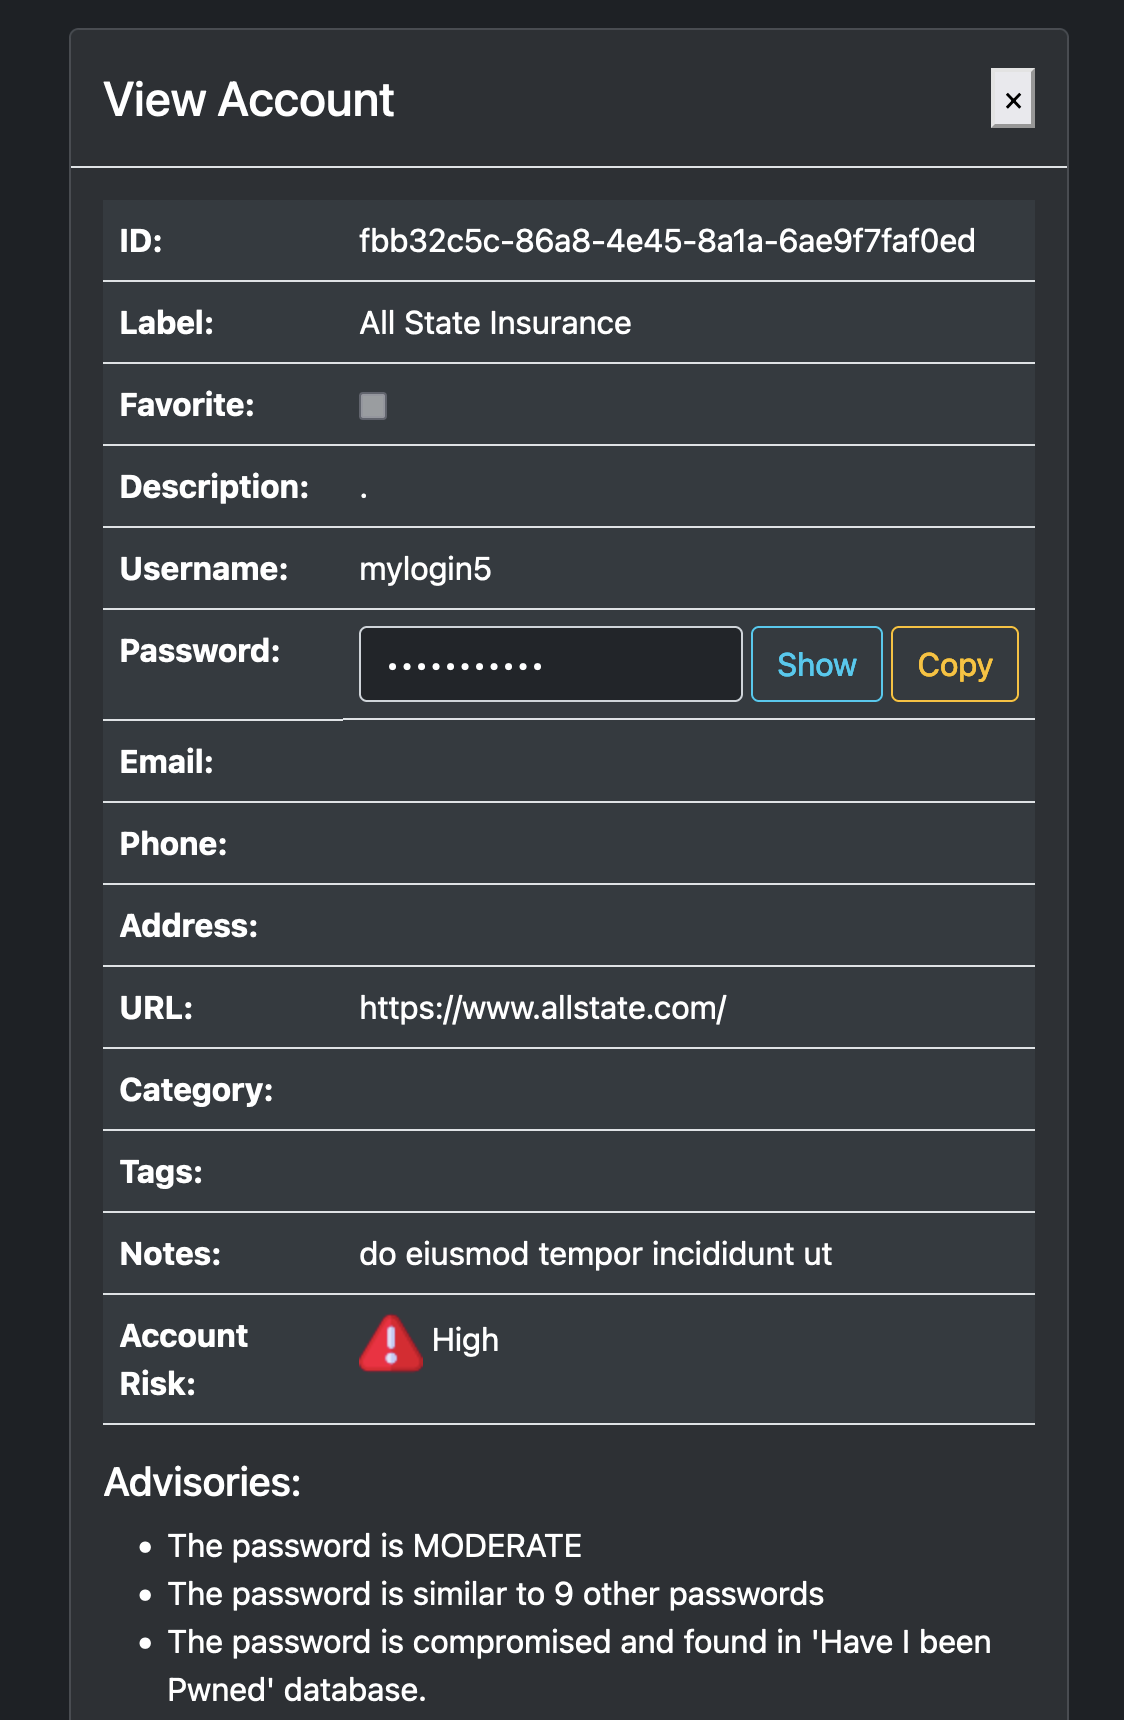 View Account
×
ID: fbb32c5c-86a8-4e45-8a1a-6ae9f7faf0ed
Label: All State Insurance
Favorite:
Description: .
Username: mylogin5
Password: ··········· Show Copy
Email:
Phone:
Address:
URL: https://www.allstate.com/
Category:
Tags:
Notes: do eiusmod tempor incididunt ut
Account High
Risk:
Advisories:
• The password is MODERATE
• The password is similar to 9 other passwords
• The password is compromised and found in 'Have I been
Pwned' database.